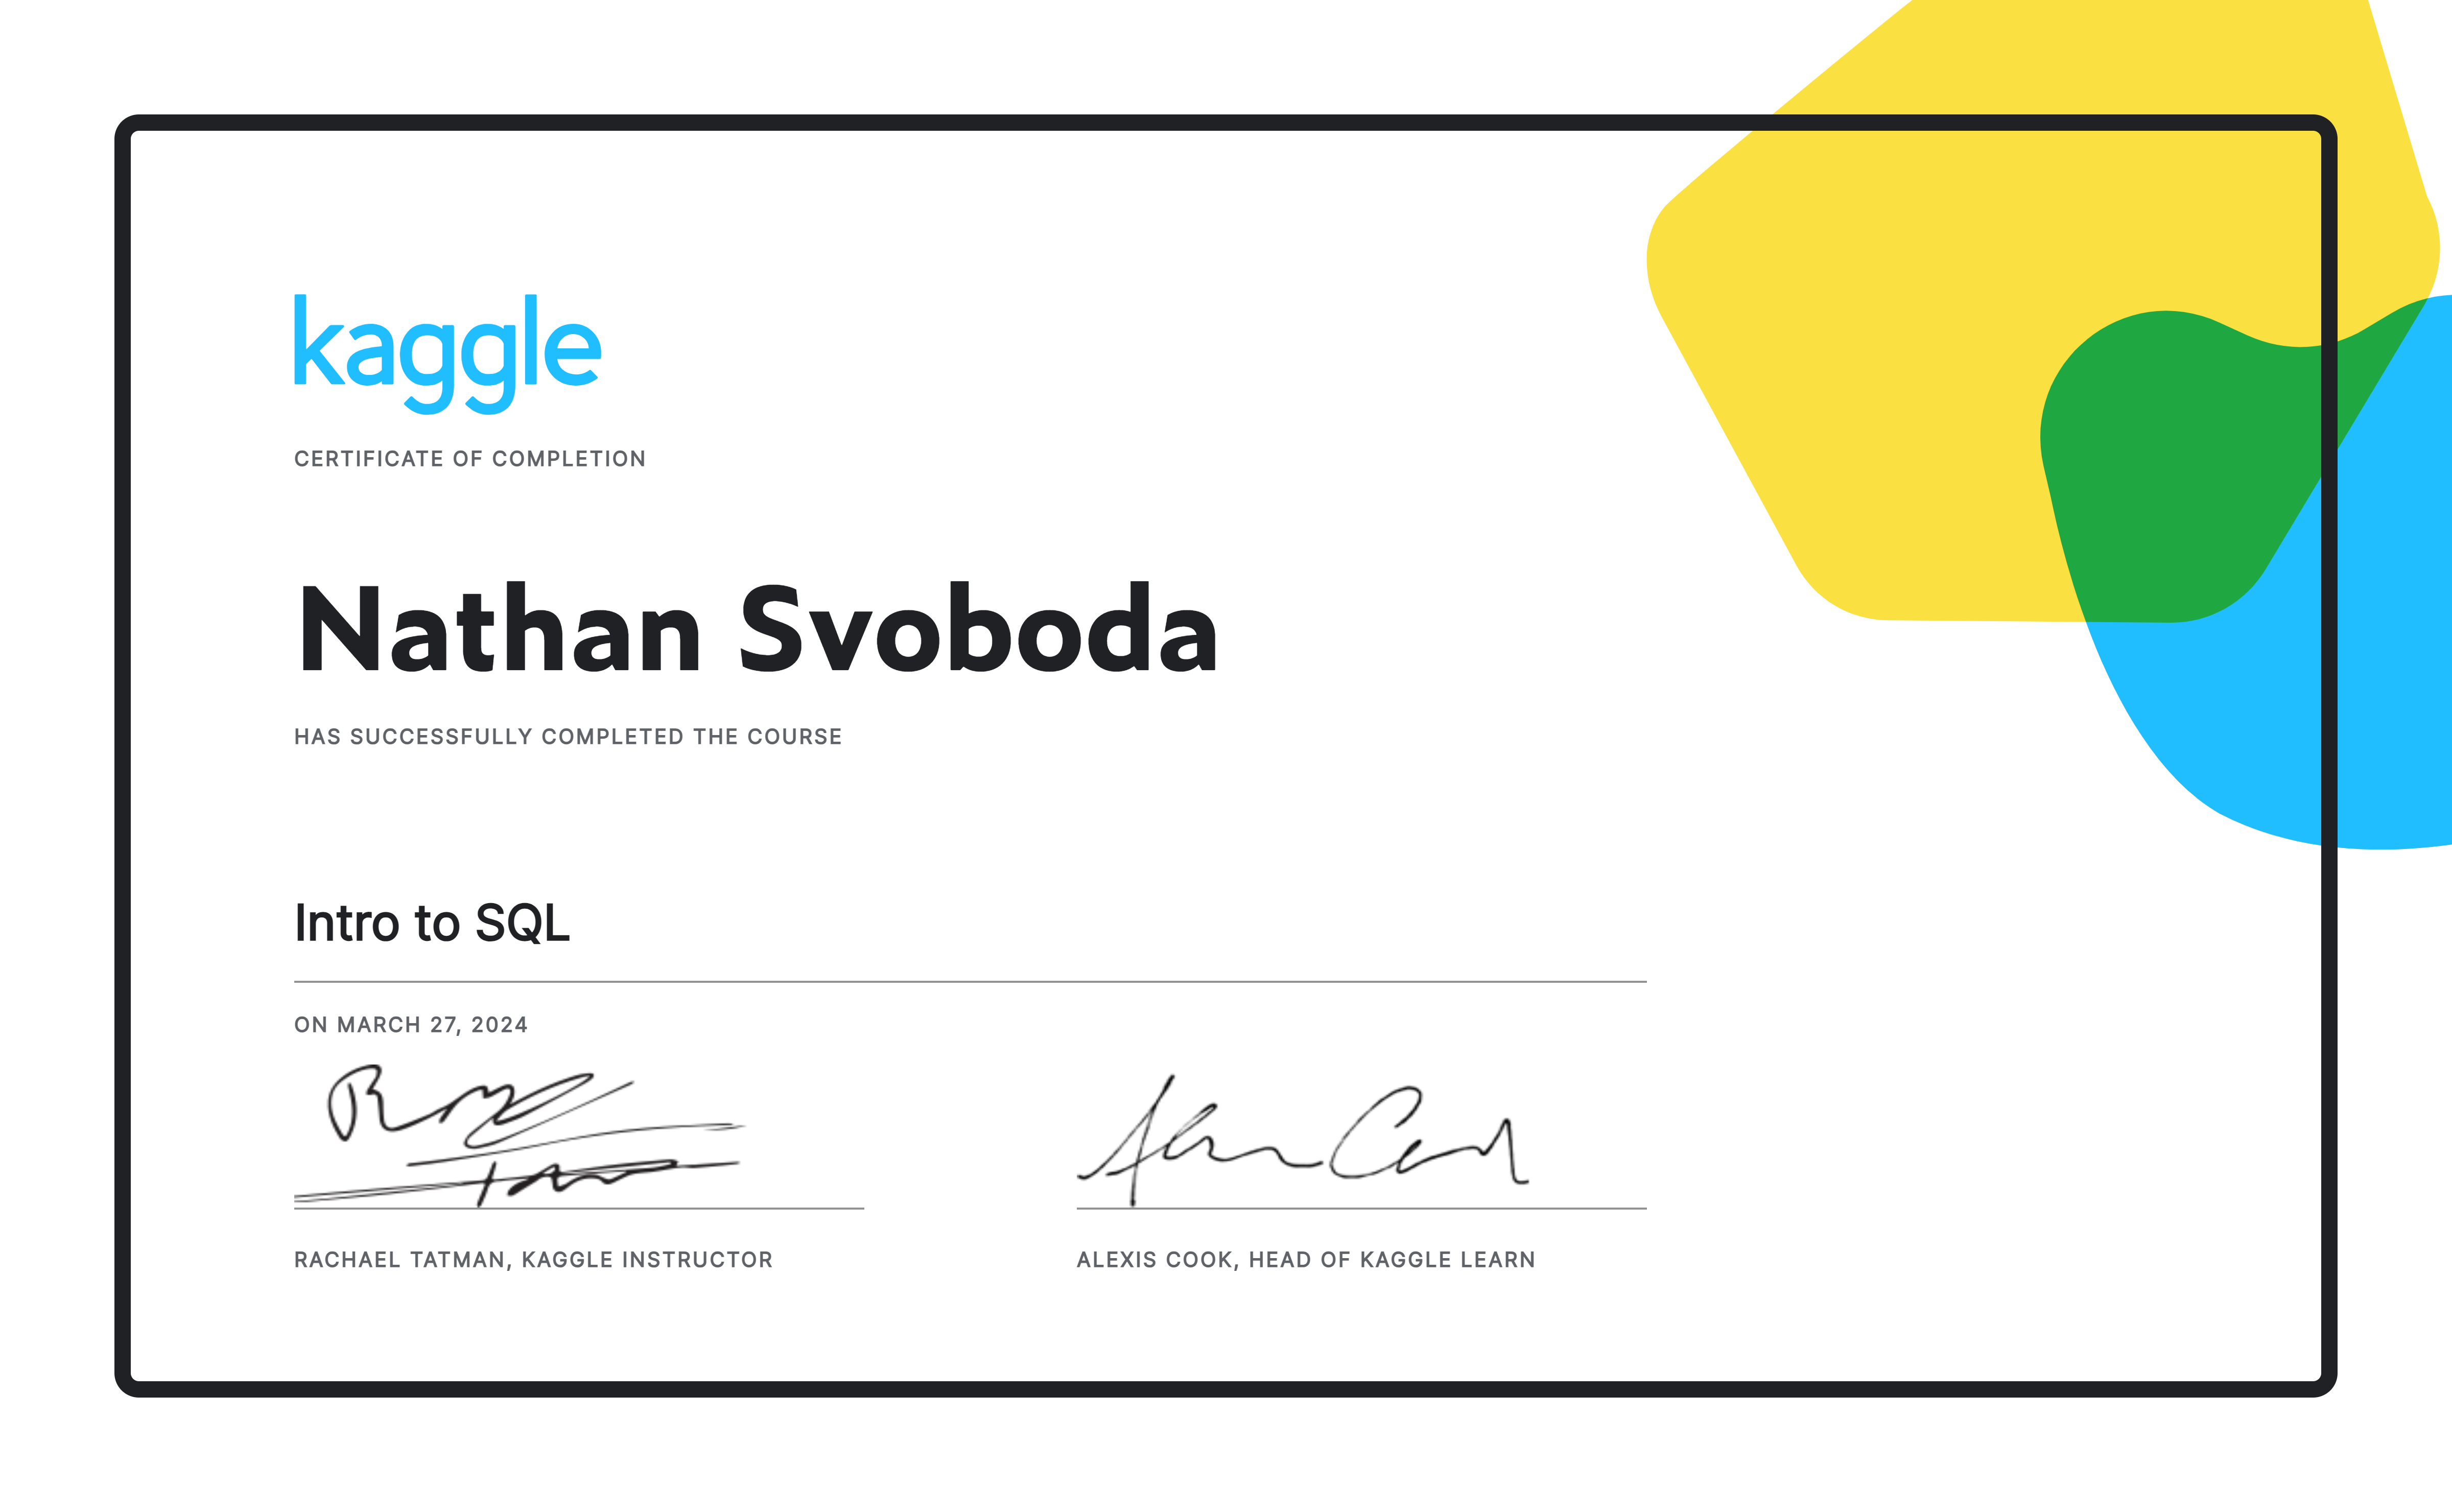 kaggle
CERTIFICATE OF COMPLETION
Nathan Svoboda
HAS SUCCESSFULLY COMPLETED THE COURSE
Intro to SQL
ON MARCH 27, 2024
RACHAEL TATMAN, KAGGLE INSTRUCTOR
ALEXIS COOK, HEAD OF KAGGLE LEARN